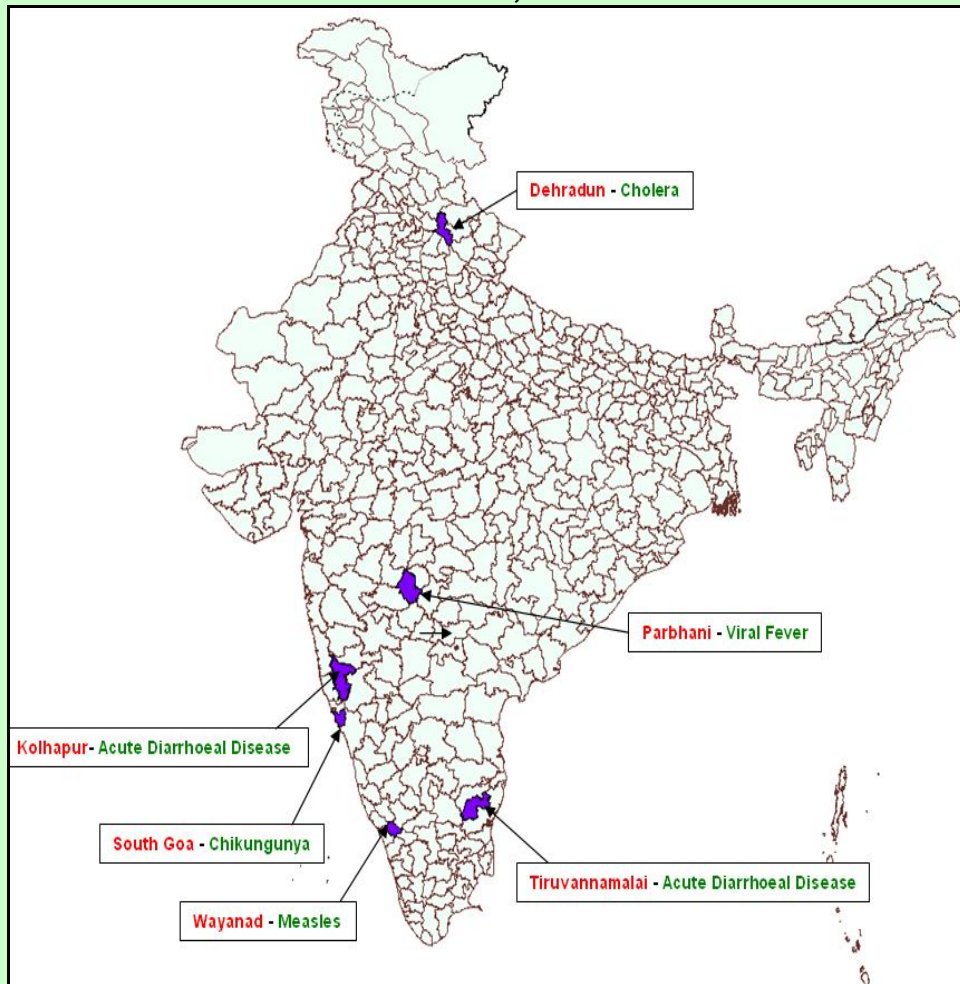 Dehradun - Cholera
Parbhani - Viral Fever
Kolhapur- Acute Diarrhoeal Disease
South Goa - Chikungunya
Tiruvannamalai - Acute Diarrhoeal Disease
Wayanad - Measles